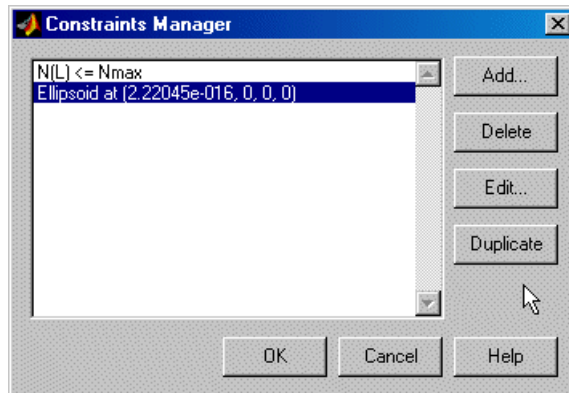 Constraints Manager
N(L) <= Nmax
Ellipsoid at (2.22045e-016, 0, 0, 0)
Add...
Delete
Edit...
Duplicate
OK
Cancel
Help